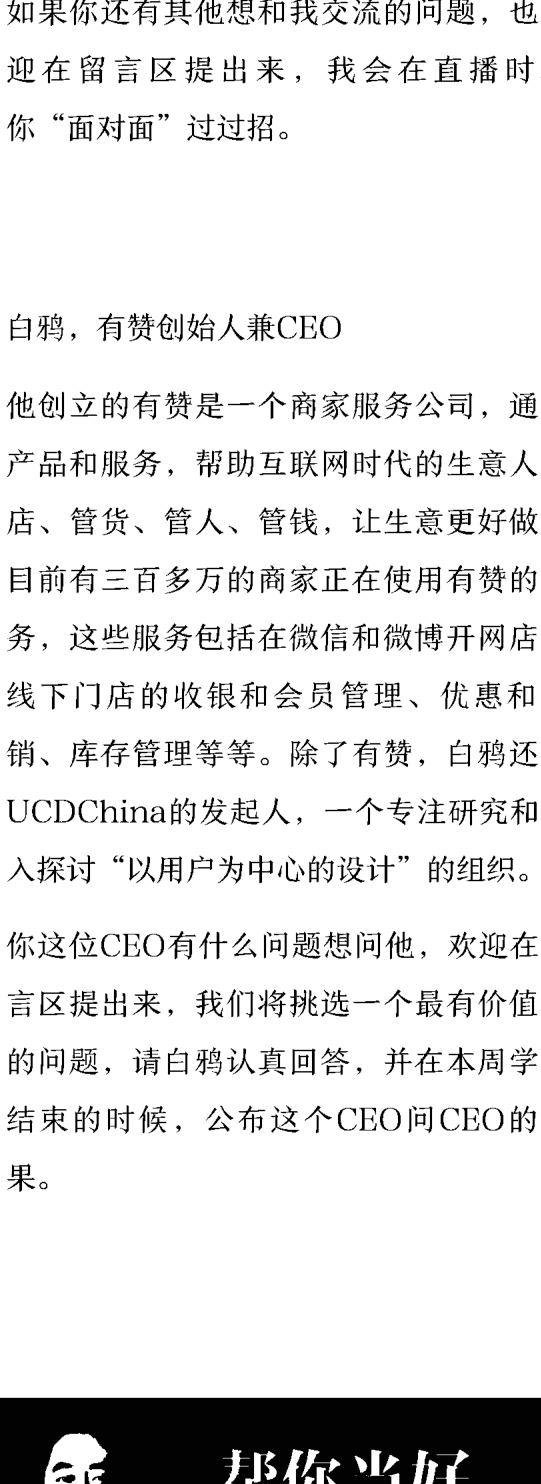 如果你还有其他想和我交流的问题，也
迎在留言区提出来，我会在直播时
你“面对面”过过招。
白鸦，有赞创始人兼CEO
他创立的有赞是一个商家服务公司，通
产品和服务，帮助互联网时代的生意人
店、管货、管人、管钱，让生意更好做
目前有三百多万的商家正在使用有赞的
务，这些服务包括在微信和微博开网店
线下门店的收银和会员管理、优惠和
销、库存管理等等。除了有赞，白鸦还
UCDChina的发起人，一个专注研究和
入探讨“以用户为中心的设计”的组织。
你这位CEO有什么问题想问他，欢迎在
言区提出来，我们将挑选一个最有价值
的问题，请白鸦认真回答，并在本周学
结束的时候，公布这个CEO问CEO的
果。
帮你当好